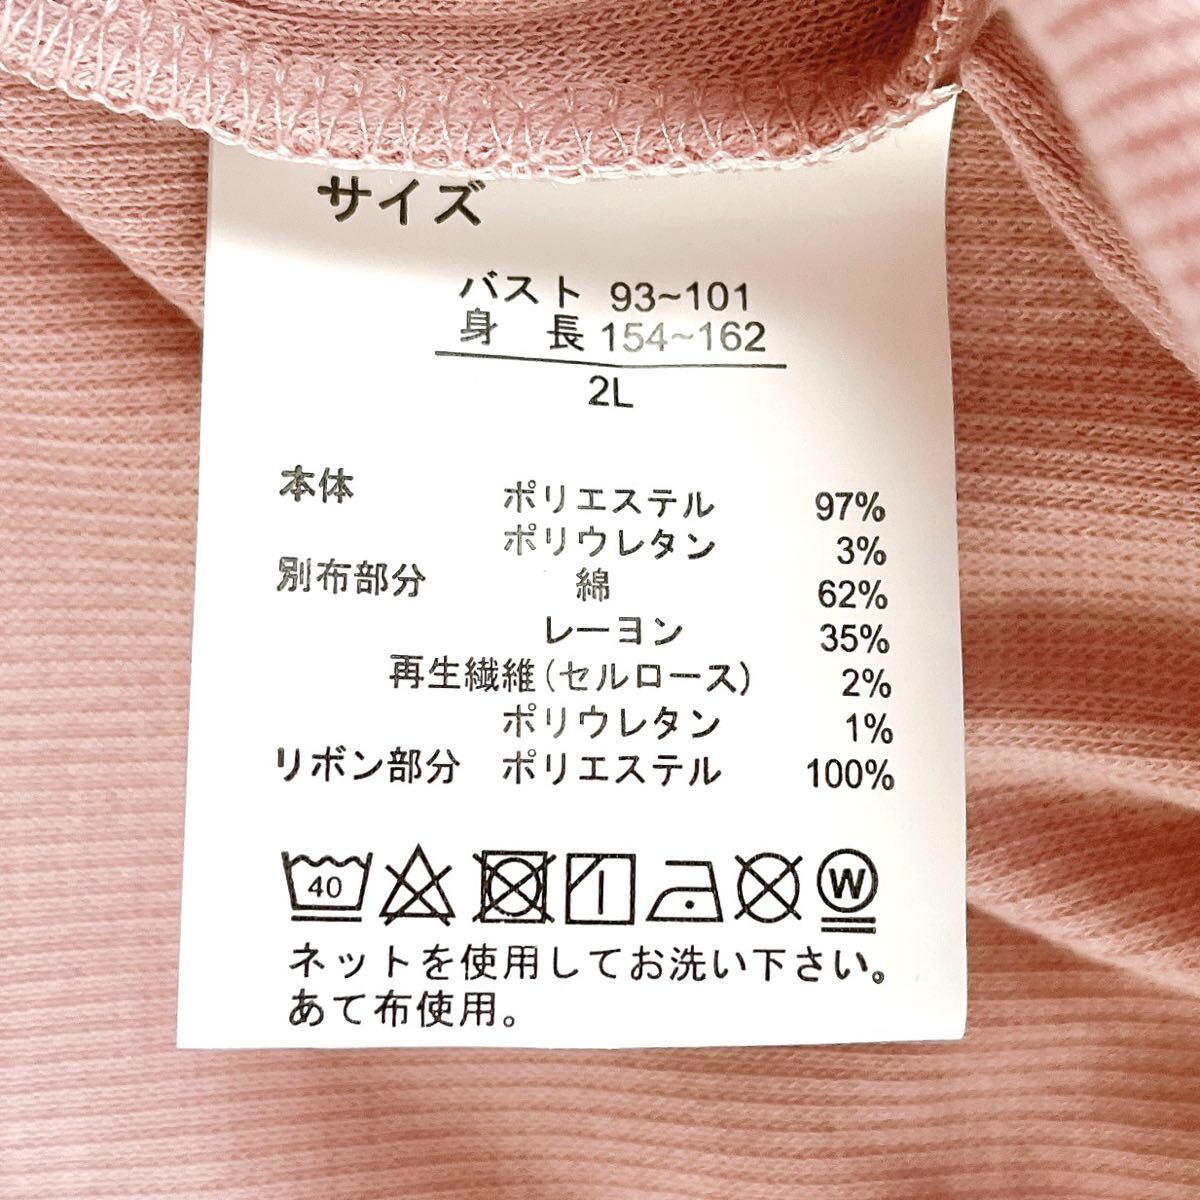 サイズ
バスト 93~101
身 長 154~162
2L
本体 ポリエステル 97%
ポリウレタン 3%
別布部分 綿 62%
レーヨン 35%
再生繊維(セルロース) 2%
ポリウレタン 1%
リボン部分 ポリエステル 100%
40 W
ネットを使用してお洗い下さい。
あて布使用。